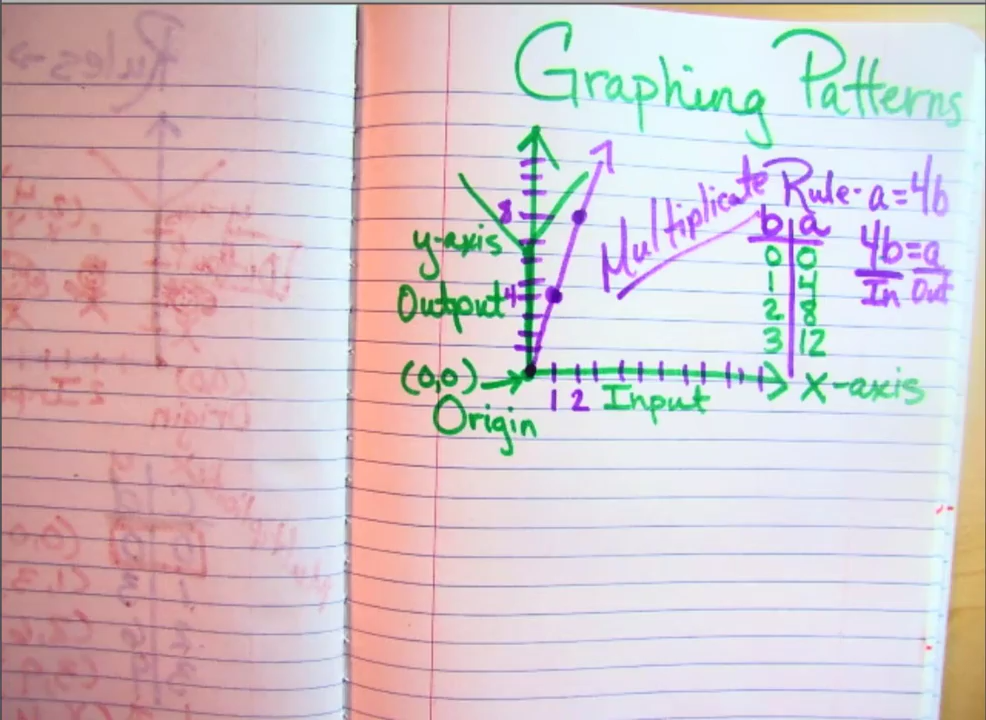 Graphing Patterns
Multiplicate
Rule- a=4b
b a
0 0
1 4
2 8
3 12
4b=a
In Out
8
y-axis
Output
4
(0,0)
Origin
1 2
Input
X-axis
Rules